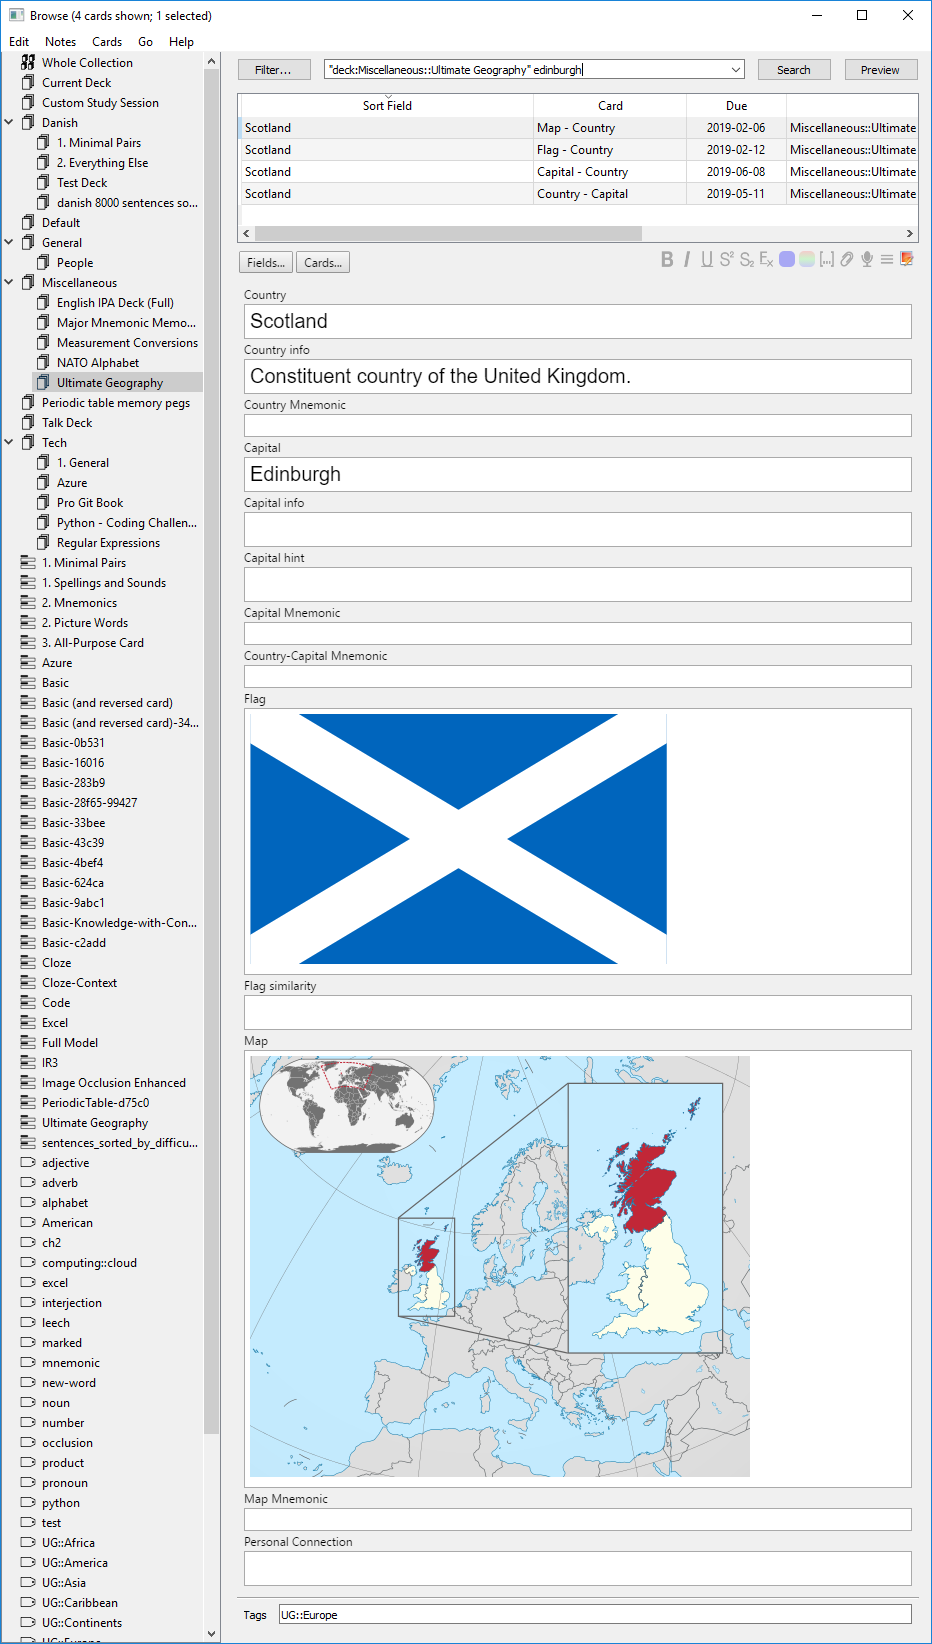 Browse (4 cards shown; 1 selected)
Edit Notes Cards Go Help
Whole Collection
Current Deck
Custom Study Session
Danish
1. Minimal Pairs
2. Everything Else
Test Deck
danish 8000 sentences so...
Default
General
People
Miscellaneous
English IPA Deck (Full)
Major Mnemonic Memo...
Measurement Conversions
NATO Alphabet
Ultimate Geography
Periodic table memory pegs
Talk Deck
Tech
1. General
Azure
Pro Git Book
Python - Coding Challen...
Regular Expressions
1. Minimal Pairs
1. Spellings and Sounds
2. Mnemonics
2. Picture Words
3. All-Purpose Card
Azure
Basic
Basic (and reversed card)
Basic (and reversed card)-34...
Basic-0b531
Basic-16016
Basic-283b9
Basic-28f65-99427
Basic-33bee
Basic-43c39
Basic-4bef4
Basic-624ca
Basic-9abc1
Basic-Knowledge-with-Con...
Basic-c2add
Cloze
Cloze-Context
Code
Excel
Full Model
IR3
Image Occlusion Enhanced
PeriodicTable-d75c0
Ultimate Geography
sentences_sorted_by_difficu...
adjective
adverb
alphabet
American
ch2
computing::cloud
excel
interjection
leech
marked
mnemonic
new-word
noun
number
occlusion
product
pronoun
python
test
UG::Africa
UG::America
UG::Asia
UG::Caribbean
UG::Continents
UG::Europe
Filter... "deck:Miscellaneous::Ultimate Geography" edinburgh Search Preview
Sort Field Card Due
Scotland Map - Country 2019-02-06 Miscellaneous::Ultimate
Scotland Flag - Country 2019-02-12 Miscellaneous::Ultimate
Scotland Capital - Country 2019-06-08 Miscellaneous::Ultimate
Scotland Country - Capital 2019-05-11 Miscellaneous::Ultimate
Fields... Cards... B I U S² S₂ Eₓ [...]
Country
Scotland
Country info
Constituent country of the United Kingdom.
Country Mnemonic
Capital
Edinburgh
Capital info
Capital hint
Capital Mnemonic
Country-Capital Mnemonic
Flag
Flag similarity
Map
Map Mnemonic
Personal Connection
Tags UG::Europe